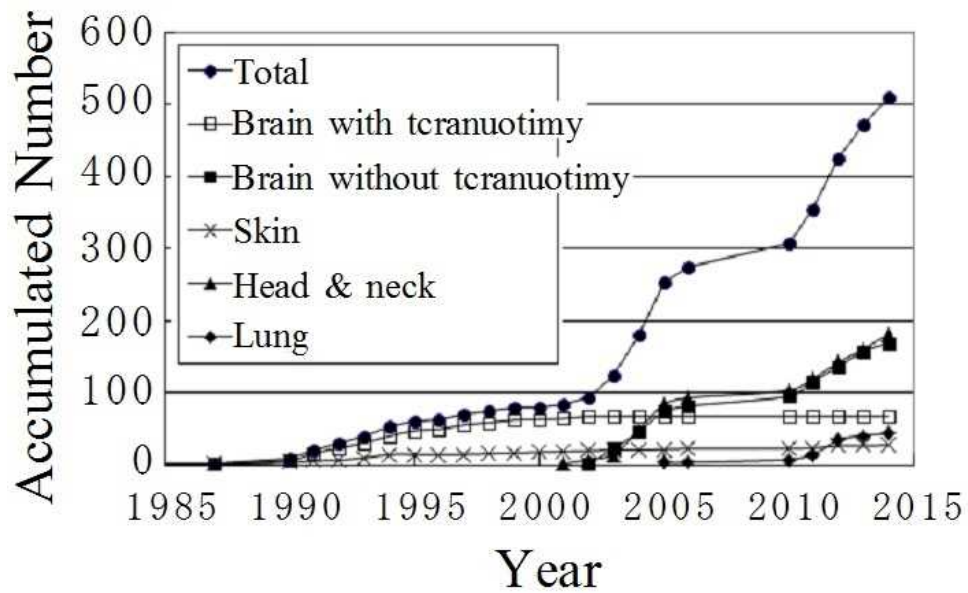 Accumulated Number
600
500
400
300
200
100
0
Total
Brain with tcranuotimy
Brain without tcranuotimy
Skin
Head & neck
Lung
1985 1990 1995 2000 2005 2010 2015
Year